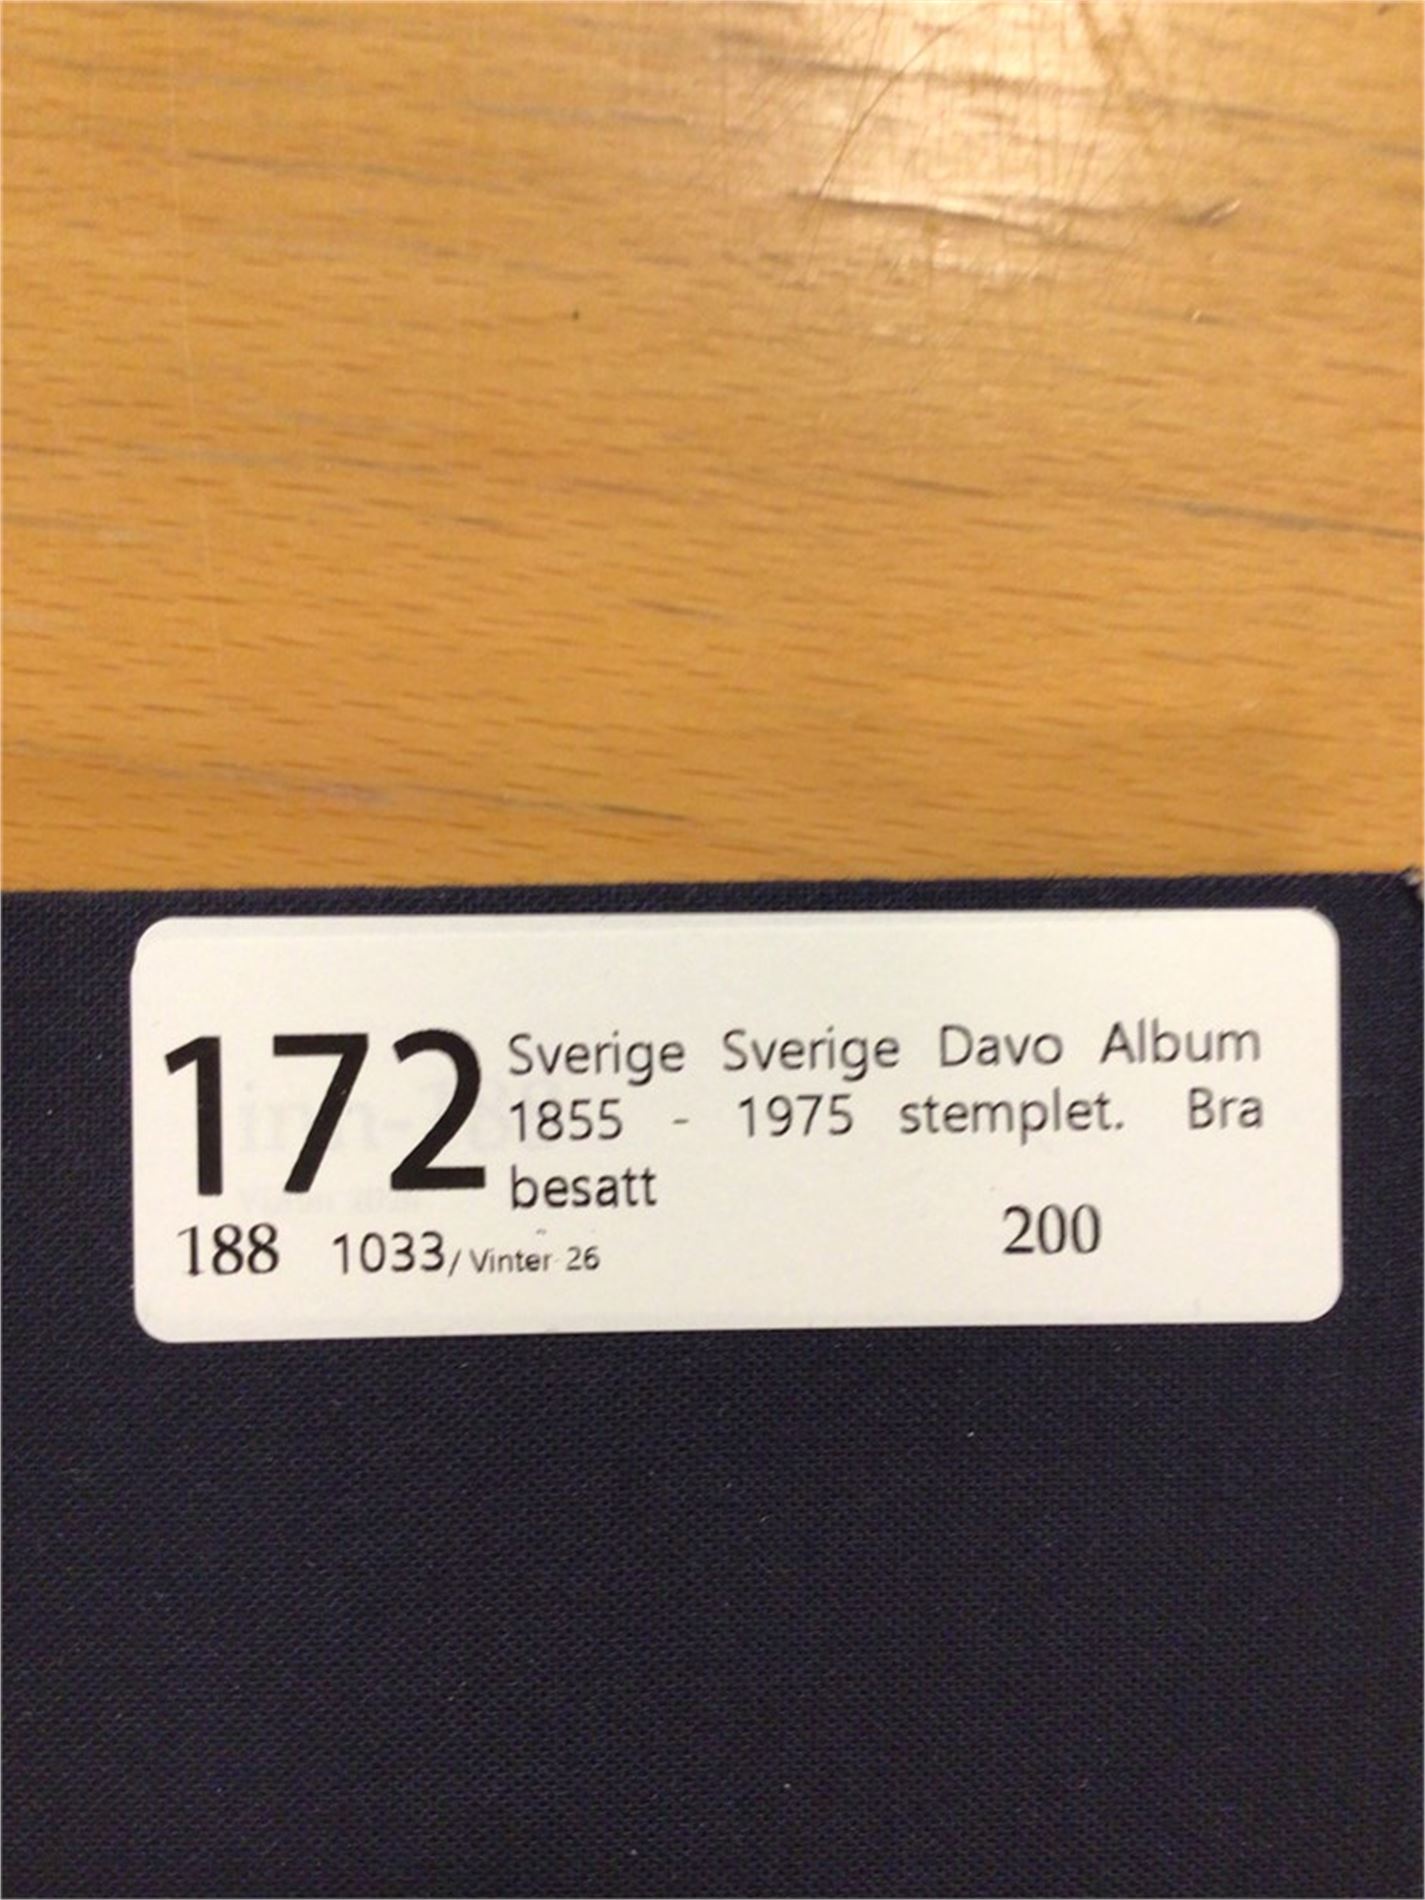 172 Sverige Sverige Davo Album
1855 - 1975 stemplet. Bra
besatt
188 1033/ Vinter 26 200